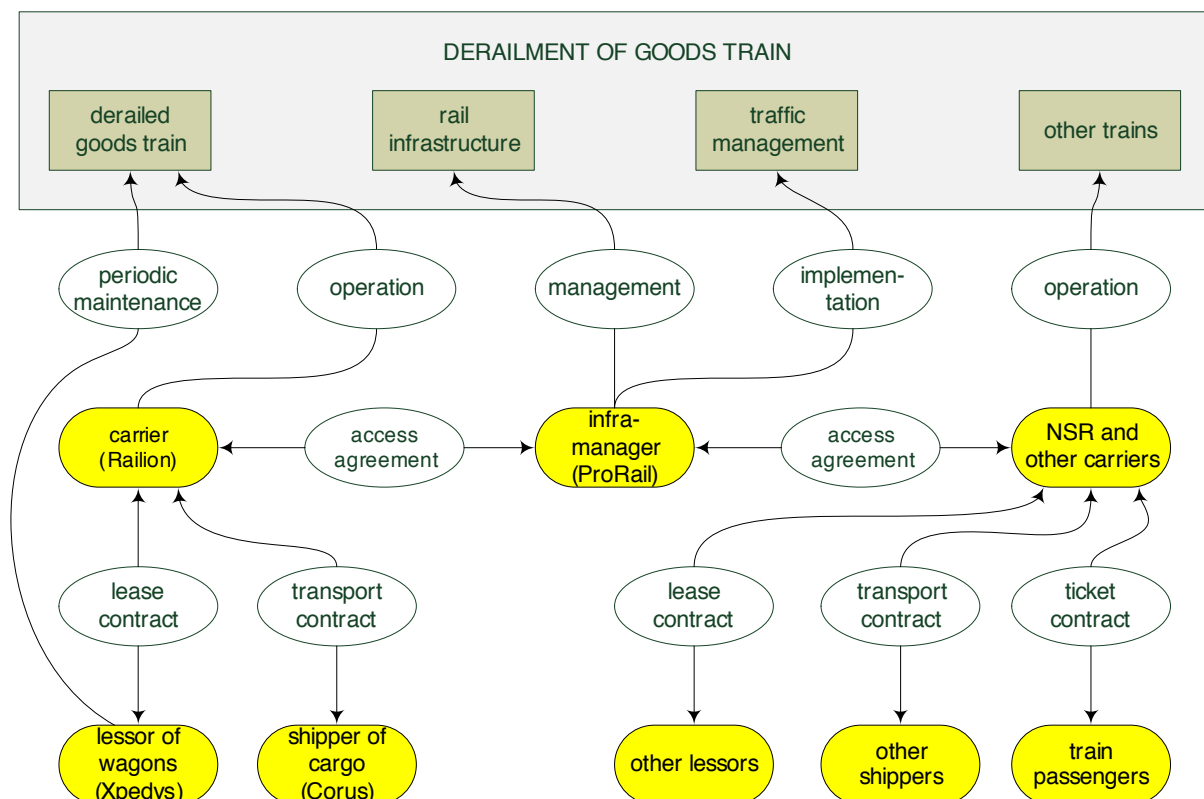 DERAILMENT OF GOODS TRAIN
derailed
goods train
rail
infrastructure
traffic
management
other trains
periodic
maintenance
operation
management
implemen-
tation
operation
carrier
(Railion)
access
agreement
infra-
manager
(ProRail)
access
agreement
NSR and
other carriers
lease
contract
transport
contract
lease
contract
transport
contract
ticket
contract
lessor of
wagons
(Xpedys)
shipper of
cargo
(Corus)
other lessors
other
shippers
train
passengers